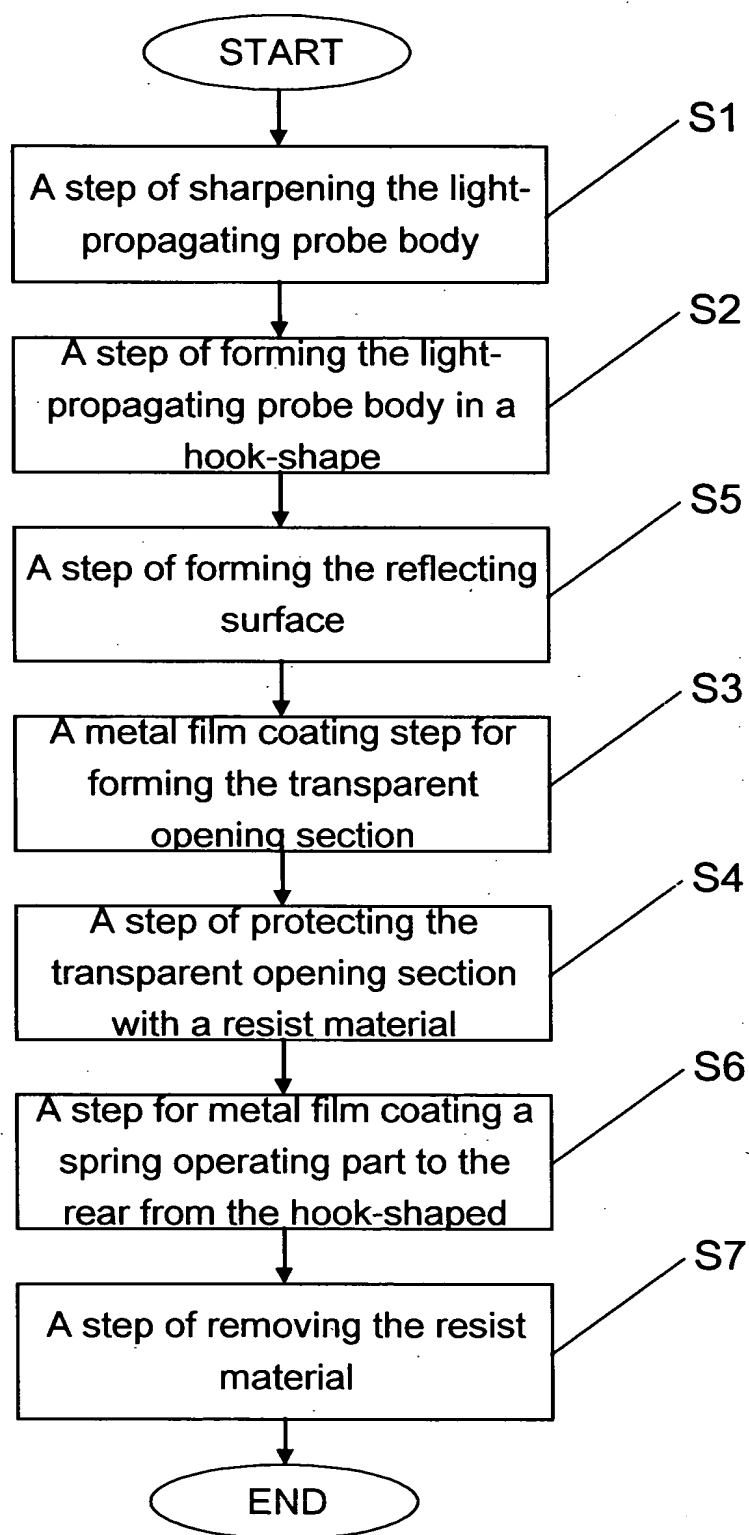 START
S1
A step of sharpening the light-
propagating probe body
S2
A step of forming the light-
propagating probe body in a
hook-shape
S5
A step of forming the reflecting
surface
S3
A metal film coating step for
forming the transparent
opening section
S4
A step of protecting the
transparent opening section
with a resist material
S6
A step for metal film coating a
spring operating part to the
rear from the hook-shaped
S7
A step of removing the resist
material
END